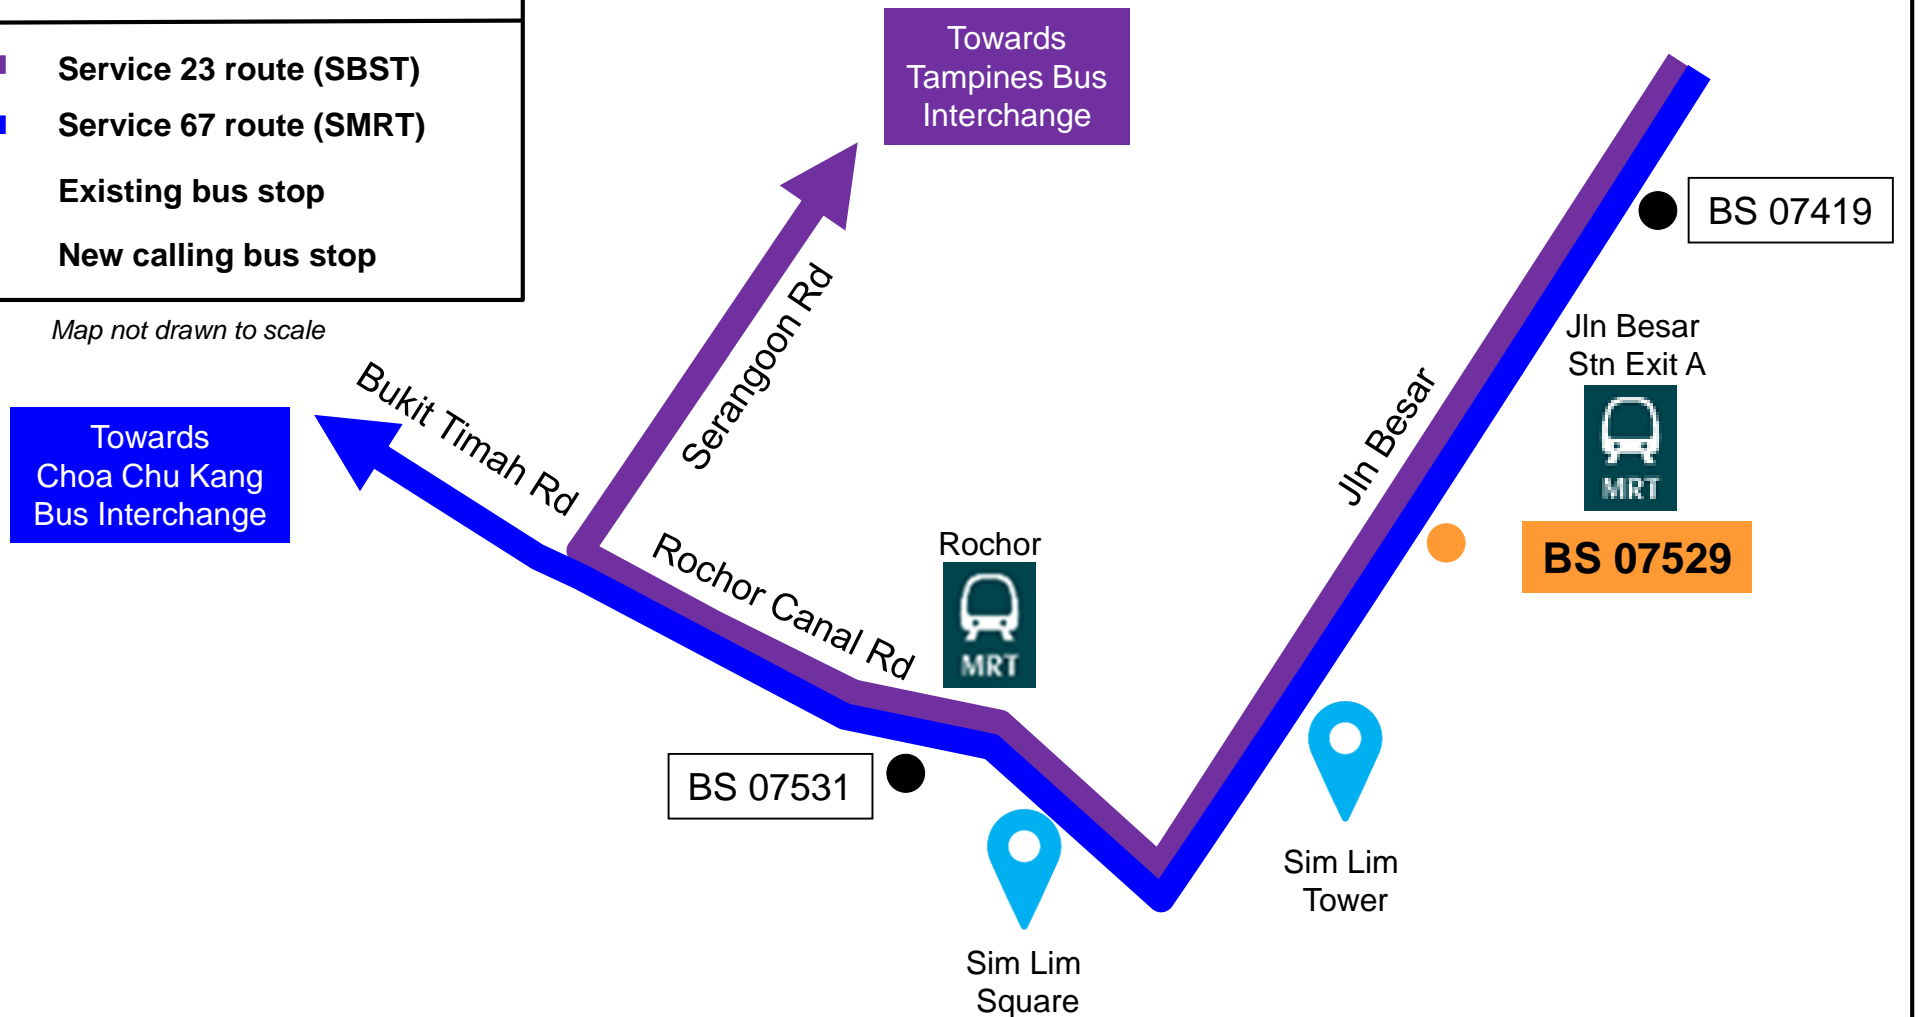 Service 23 route (SBST)
Service 67 route (SMRT)
Existing bus stop
New calling bus stop
Map not drawn to scale
Towards
Tampines Bus
Interchange
BS 07419
Jln Besar
Stn Exit A
MRT
BS 07529
Jln Besar
Serangoon Rd
Bukit Timah Rd
Towards
Choa Chu Kang
Bus Interchange
Rochor Canal Rd
Rochor
MRT
BS 07531
Sim Lim
Tower
Sim Lim
Square